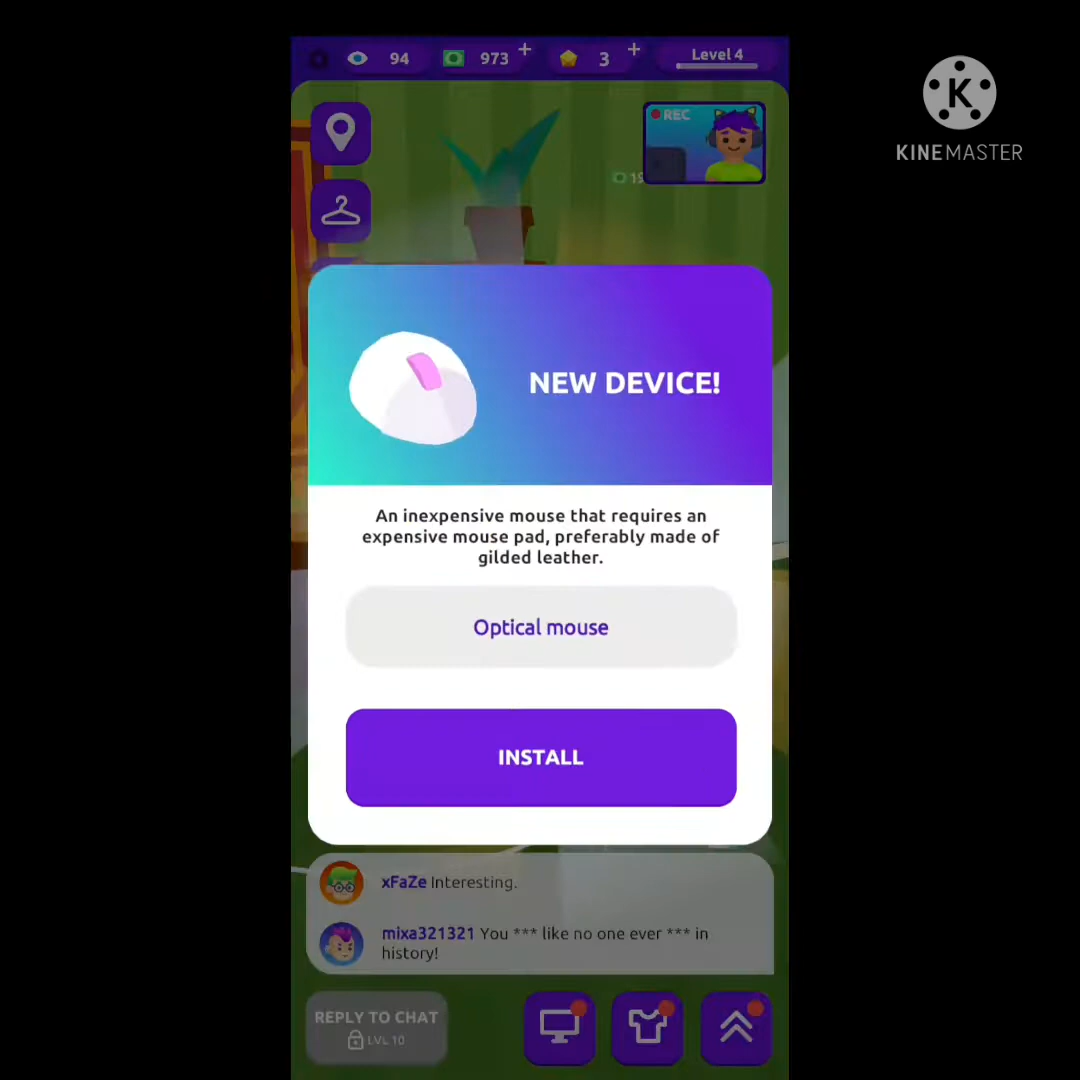 94
973
3
Level 4
REC
19
K
KINEMASTER
NEW DEVICE!
An inexpensive mouse that requires an
expensive mouse pad, preferably made of
gilded leather.
Optical mouse
INSTALL
xFaZe Interesting.
mixa321321 You *** like no one ever *** in
history!
REPLY TO CHAT
LVL 10